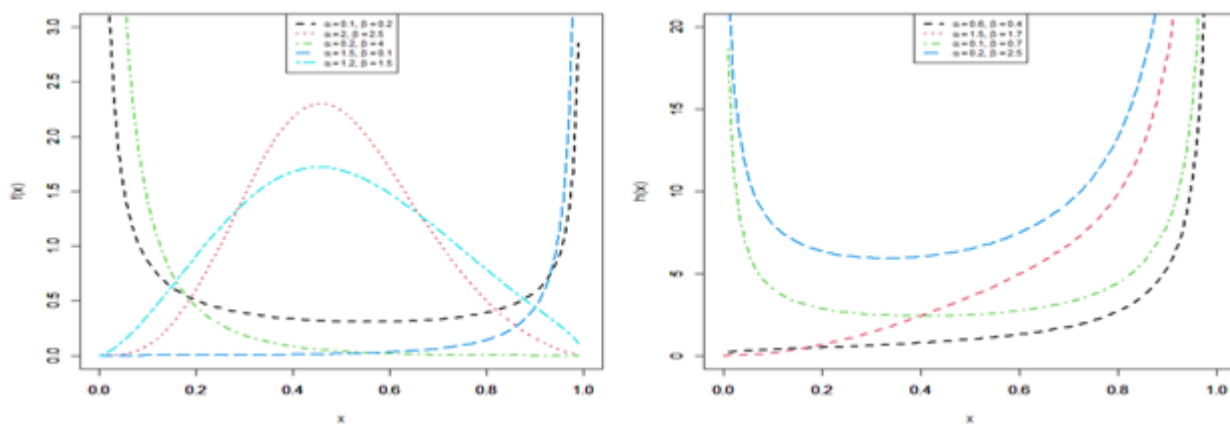 f(x)
3.0
2.5
2.0
1.5
1.0
0.5
0.0
α = 0.1, β = 0.2
α = 2, β = 2.5
α = 0.2, β = 4
α = 1.5, β = 0.1
α = 1.2, β = 1.5
0.0 0.2 0.4 0.6 0.8 1.0
x
h(x)
20
15
10
5
0
α = 0.6, β = 0.4
α = 1.5, β = 1.7
α = 0.1, β = 0.7
α = 0.2, β = 2.5
0.0 0.2 0.4 0.6 0.8 1.0
x